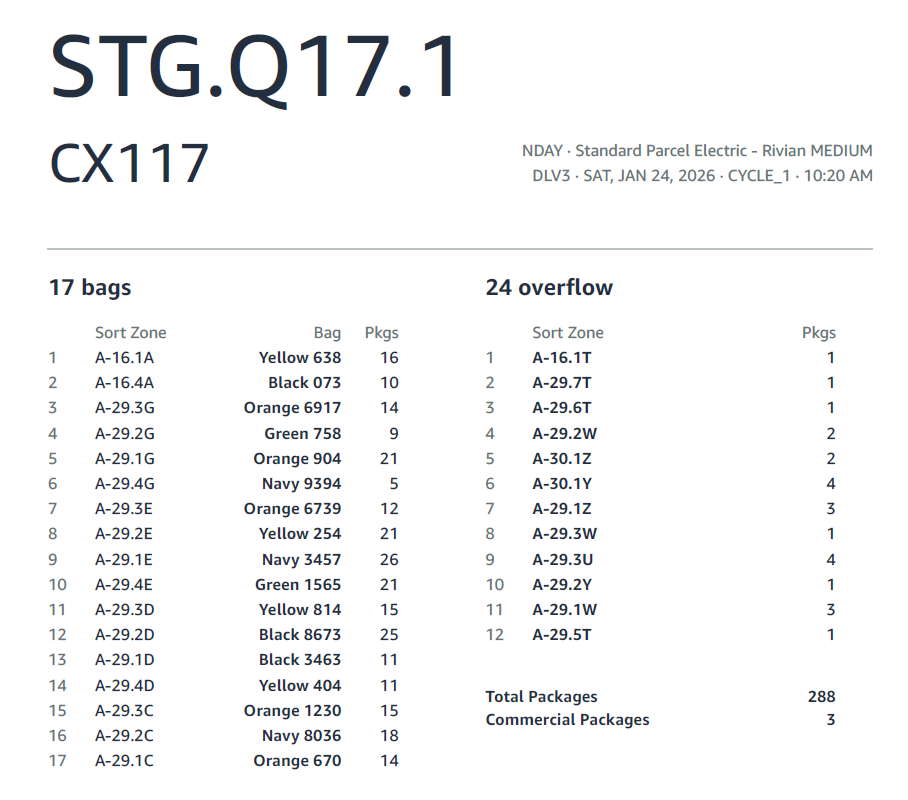 STG.Q17.1
CX117
NDAY · Standard Parcel Electric - Rivian MEDIUM
DLV3 · SAT, JAN 24, 2026 · CYCLE_1 · 10:20 AM
17 bags
Sort Zone Bag Pkgs
1 A-16.1A Yellow 638 16
2 A-16.4A Black 073 10
3 A-29.3G Orange 6917 14
4 A-29.2G Green 758 9
5 A-29.1G Orange 904 21
6 A-29.4G Navy 9394 5
7 A-29.3E Orange 6739 12
8 A-29.2E Yellow 254 21
9 A-29.1E Navy 3457 26
10 A-29.4E Green 1565 21
11 A-29.3D Yellow 814 15
12 A-29.2D Black 8673 25
13 A-29.1D Black 3463 11
14 A-29.4D Yellow 404 11
15 A-29.3C Orange 1230 15
16 A-29.2C Navy 8036 18
17 A-29.1C Orange 670 14
24 overflow
Sort Zone Pkgs
1 A-16.1T 1
2 A-29.7T 1
3 A-29.6T 1
4 A-29.2W 2
5 A-30.1Z 2
6 A-30.1Y 4
7 A-29.1Z 3
8 A-29.3W 1
9 A-29.3U 4
10 A-29.2Y 1
11 A-29.1W 3
12 A-29.5T 1
Total Packages 288
Commercial Packages 3